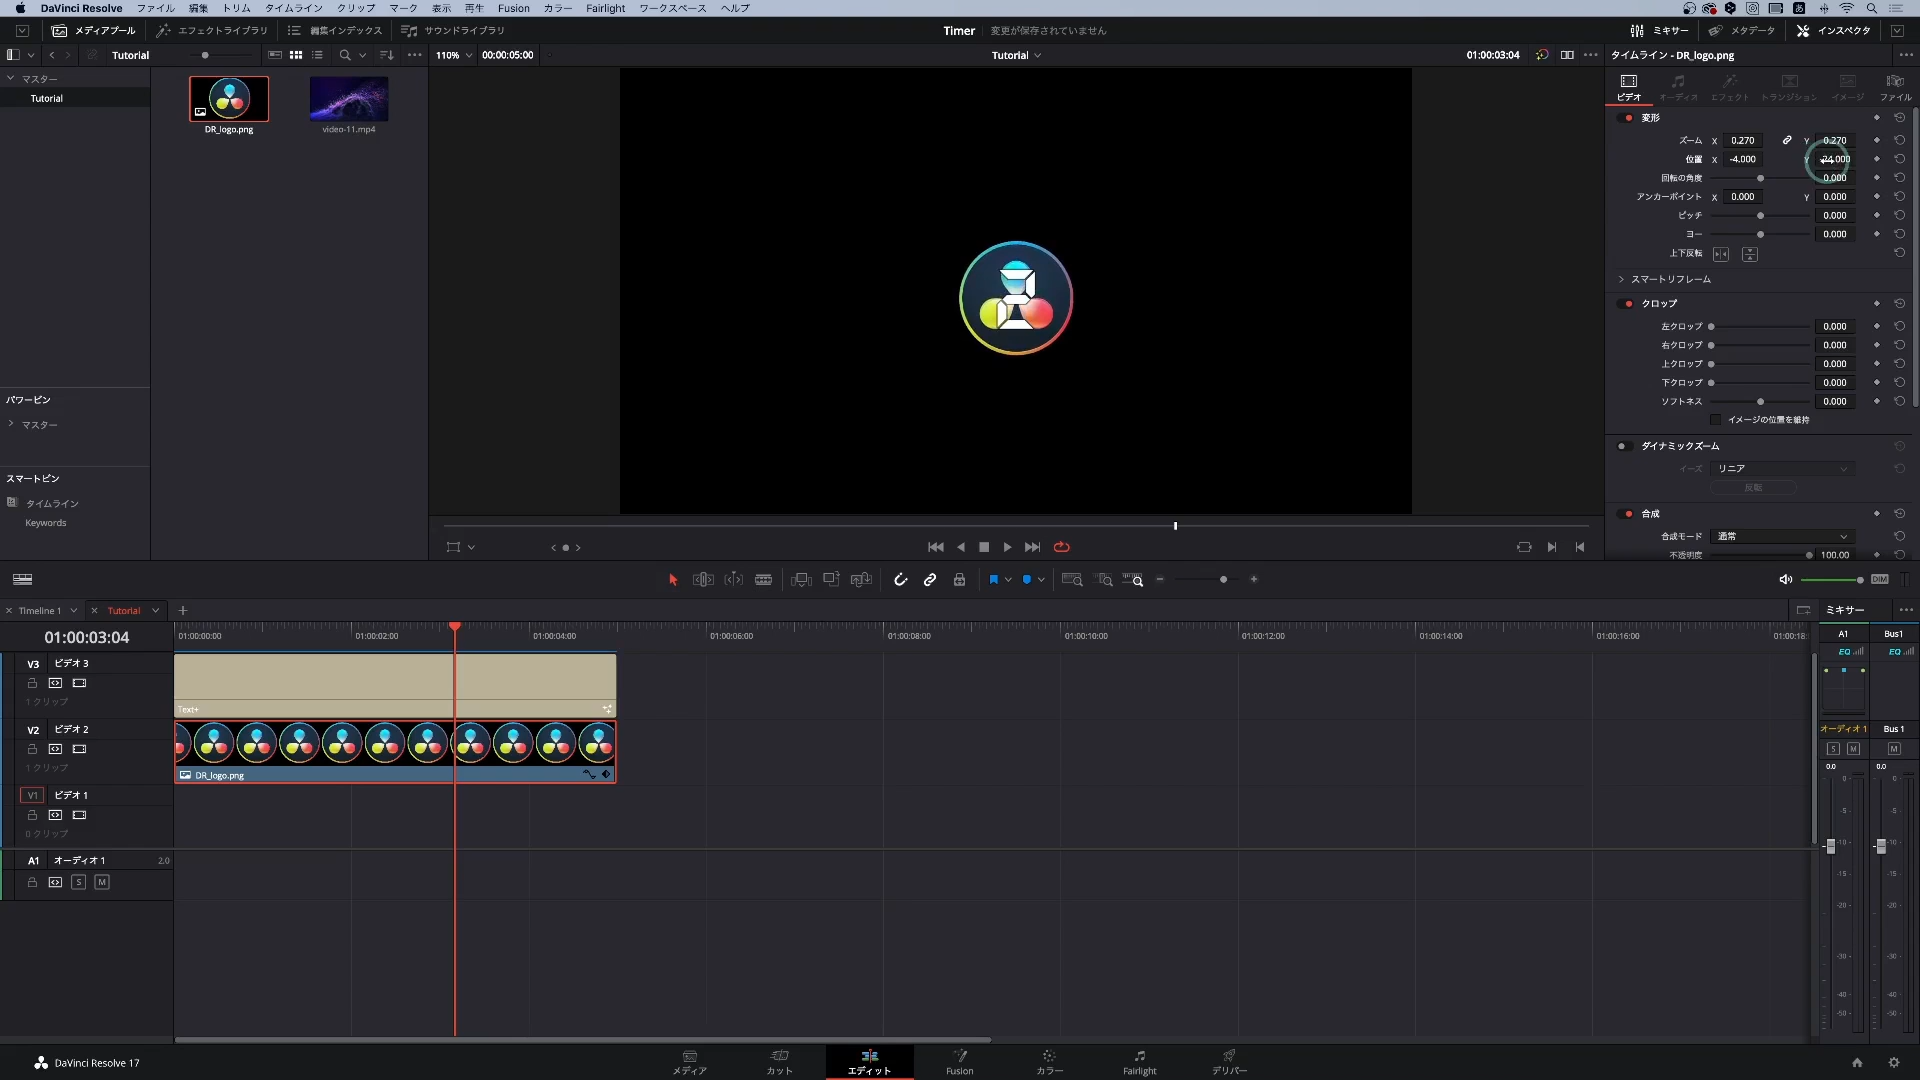 DaVinci Resolve ファイル 編集 トリム タイムライン クリップ マーク 表示 再生 Fusion カラー Fairlight ワークスペース ヘルプ
メディアプール エフェクトライブラリ 編集インデックス サウンドライブラリ Timer 変更が保存されていません ミキサー メタデータ インスペクタ
Tutorial 110% 00:00:05:00 Tutorial 01:00:03:04 タイムライン - DR_logo.png
マスター
Tutorial
DR_logo.png video-11.mp4
ビデオ オーディオ エフェクト トランジション イメージ ファイル
変形
ズーム X 0.270 Y 0.270
位置 X -4.000 Y
回転の角度 0.000
アンカーポイント X 0.000 Y 0.000
ピッチ 0.000
ヨー 0.000
上下反転
スマートリフレーム
クロップ
左クロップ 0.000
右クロップ 0.000
上クロップ 0.000
下クロップ 0.000
ソフトネス 0.000
イメージの位置を維持
ダイナミックズーム
イーズ リニア
反転
合成
合成モード 通常
不透明度 100.00
2
パワービン
マスター
スマートビン
タイムライン
Keywords
DIM
Timeline 1 Tutorial
01:00:03:04
01:00:00:00 01:00:02:00 01:00:04:00 01:00:06:00 01:00:08:00 01:00:10:00 01:00:12:00 01:00:14:00 01:00:16:00 01:00:18:
V3 ビデオ 3
1 クリップ
Text+
V2 ビデオ 2
1 クリップ
DR_logo.png
V1 ビデオ 1
0 クリップ
A1 オーディオ 1 2.0
S M
ミキサー
A1 Bus1
EQ EQ
オーディオ 1 Bus 1
S M M
0.0 0.0
0 0
-5 -5
-10 -10
-15 -15
-20 -20
-30 -30
-40 -40
-50 -50
DaVinci Resolve 17
メディア カット エディット Fusion カラー Fairlight デリバー